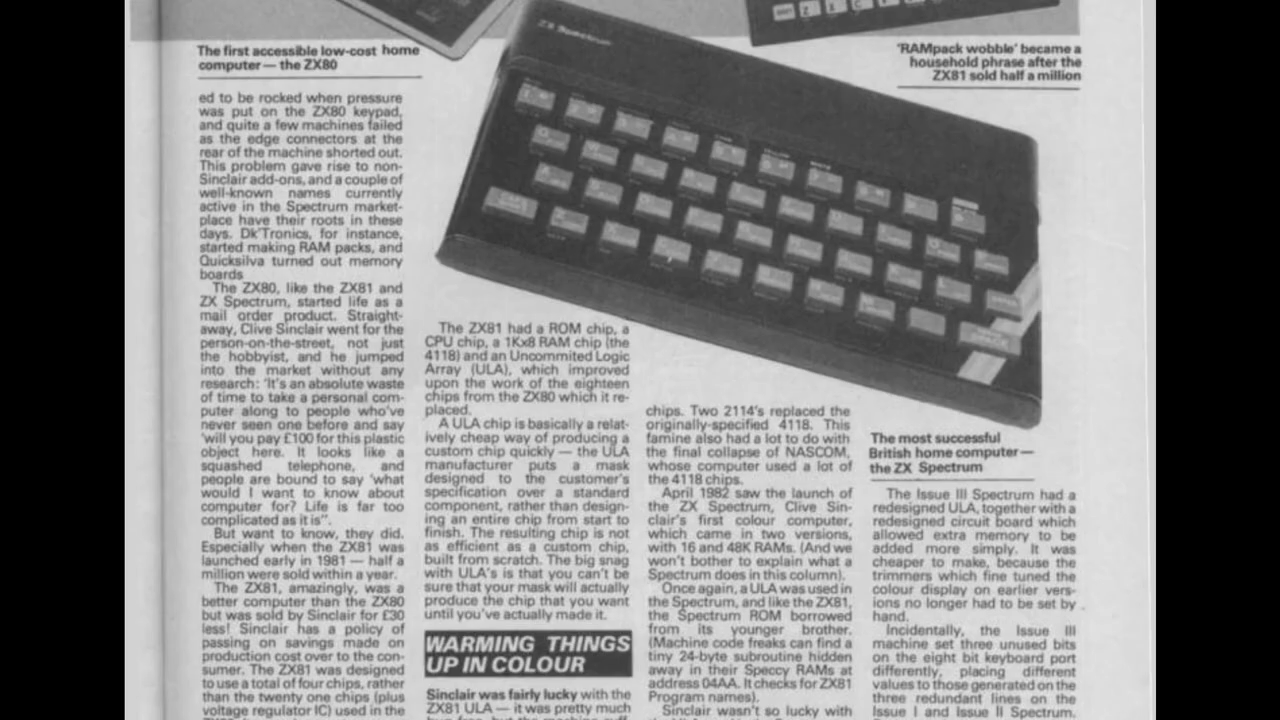 The first accessible low-cost home
computer — the ZX80
'RAMpack wobble' became a
household phrase after the
ZX81 sold half a million
ZX Spectrum
ed to be rocked when pressure
was put on the ZX80 keypad,
and quite a few machines failed
as the edge connectors at the
rear of the machine shorted out.
This problem gave rise to non-
Sinclair add-ons, and a couple of
well-known names currently
active in the Spectrum market-
place have their roots in these
days. Dk'Tronics, for instance,
started making RAM packs, and
Quicksilva turned out memory
boards
The ZX80, like the ZX81 and
ZX Spectrum, started life as a
mail order product. Straight-
away, Clive Sinclair went for the
person-on-the-street, not just
the hobbyist, and he jumped
into the market without any
research: 'It's an absolute waste
of time to take a personal com-
puter along to people who've
never seen one before and say
'will you pay £100 for this plastic
object here. It looks like a
squashed telephone, and
people are bound to say 'what
would I want to know about
computer for? Life is far too
complicated as it is".
But want to know, they did.
Especially when the ZX81 was
launched early in 1981 — half a
million were sold within a year.
The ZX81, amazingly, was a
better computer than the ZX80
but was sold by Sinclair for £30
less! Sinclair has a policy of
passing on savings made on
production cost over to the con-
sumer. The ZX81 was designed
to use a total of four chips, rather
than the twenty one chips (plus
voltage regulator IC) used in the
The ZX81 had a ROM chip, a
CPU chip, a 1Kx8 RAM chip (the
4118) and an Uncommited Logic
Array (ULA), which improved
upon the work of the eighteen
chips from the ZX80 which it re-
placed.
A ULA chip is basically a relat-
ively cheap way of producing a
custom chip quickly — the ULA
manufacturer puts a mask
designed to the customer's
specification over a standard
component, rather than design-
ing an entire chip from start to
finish. The resulting chip is not
as efficient as a custom chip,
built from scratch. The big snag
with ULA's is that you can't be
sure that your mask will actually
produce the chip that you want
until you've actually made it.
WARMING THINGS
UP IN COLOUR
Sinclair was fairly lucky with the
ZX81 ULA — it was pretty much
chips. Two 2114's replaced the
originally-specified 4118. This
famine also had a lot to do with
the final collapse of NASCOM,
whose computer used a lot of
the 4118 chips.
April 1982 saw the launch of
the ZX Spectrum, Clive Sin-
clair's first colour computer,
which came in two versions,
with 16 and 48K RAMs. (And we
won't bother to explain what a
Spectrum does in this column).
Once again, a ULA was used in
the Spectrum, and like the ZX81,
the Spectrum ROM borrowed
from its younger brother.
(Machine code freaks can find a
tiny 24-byte subroutine hidden
away in their Speccy RAMs at
address 04AA. It checks for ZX81
Program names).
Sinclair wasn't so lucky with
The most successful
British home computer —
the ZX Spectrum
The Issue III Spectrum had a
redesigned ULA, together with a
redesigned circuit board which
allowed extra memory to be
added more simply. It was
cheaper to make, because the
trimmers which fine tuned the
colour display on earlier vers-
ions no longer had to be set by
hand.
Incidentally, the Issue III
machine set three unused bits
on the eight bit keyboard port
differently, placing different
values to those generated on the
three redundant lines on the
Issue I and Issue II Spectrum.